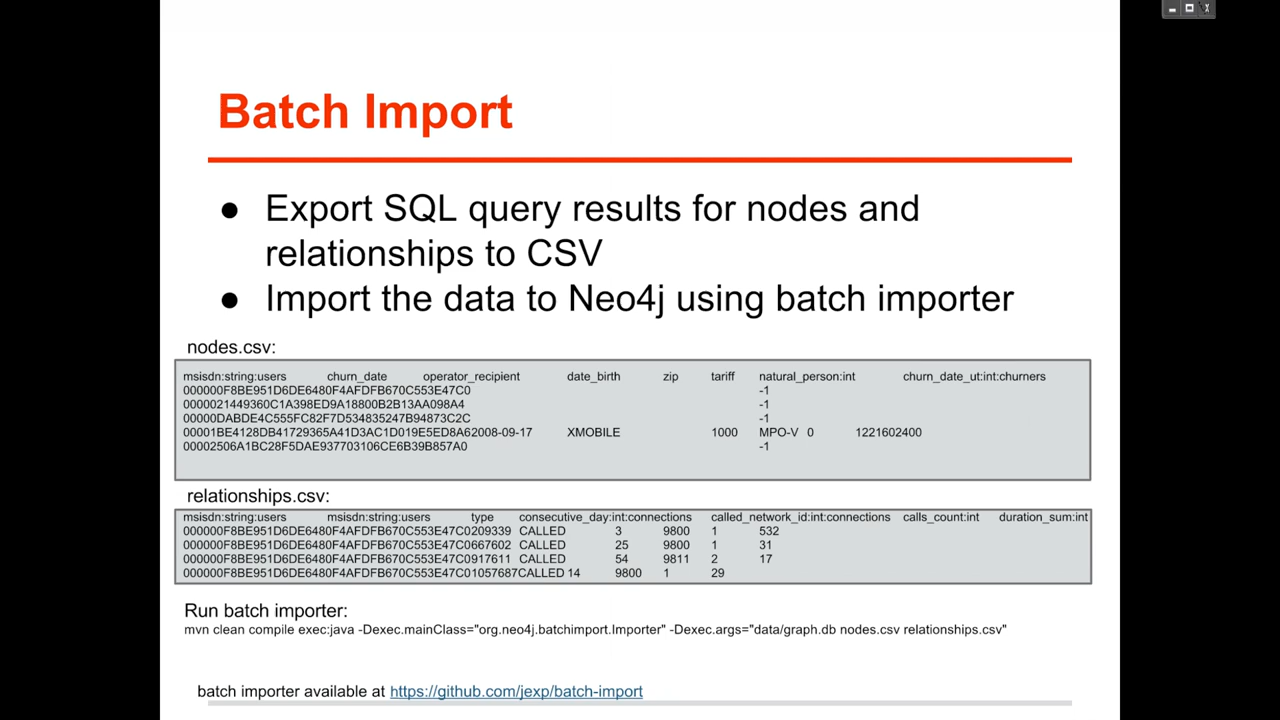 Batch Import
● Export SQL query results for nodes and
relationships to CSV
● Import the data to Neo4j using batch importer
nodes.csv:
msisdn:string:users churn_date operator_recipient date_birth zip tariff natural_person:int churn_date_ut:int:churners
000000F8BE951D6DE6480F4AFDFB670C553E47C0 -1
0000021449360C1A398ED9A18800B2B13AA098A4 -1
00000DABDE4C555FC82F7D534835247B94873C2C -1
00001BE4128DB41729365A41D3AC1D019E5ED8A62008-09-17 XMOBILE 1000 MPO-V 0 1221602400
00002506A1BC28F5DAE937703106CE6B39B857A0 -1
relationships.csv:
msisdn:string:users msisdn:string:users type consecutive_day:int:connections called_network_id:int:connections calls_count:int duration_sum:int
000000F8BE951D6DE6480F4AFDFB670C553E47C0209339 CALLED 3 9800 1 532
000000F8BE951D6DE6480F4AFDFB670C553E47C0667602 CALLED 25 9800 1 31
000000F8BE951D6DE6480F4AFDFB670C553E47C0917611 CALLED 54 9811 2 17
000000F8BE951D6DE6480F4AFDFB670C553E47C01057687CALLED 14 9800 1 29
Run batch importer:
mvn clean compile exec:java -Dexec.mainClass="org.neo4j.batchimport.Importer" -Dexec.args="data/graph.db nodes.csv relationships.csv"
batch importer available at https://github.com/jexp/batch-import